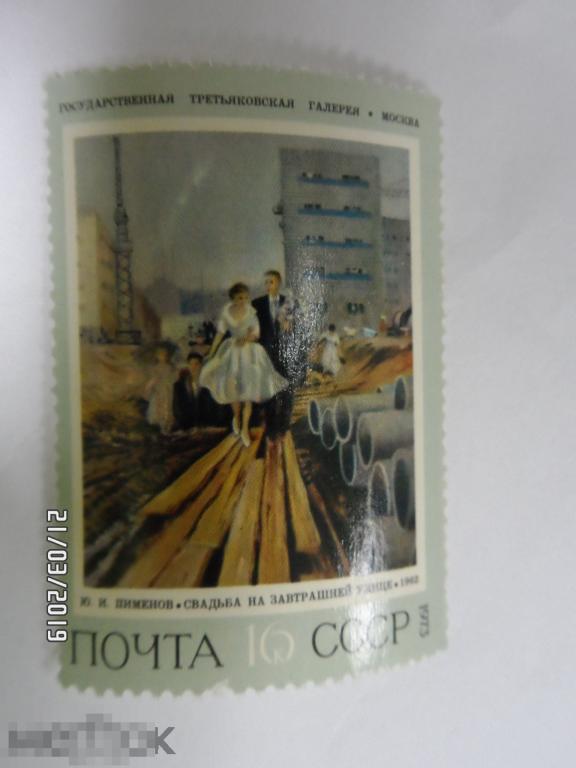 ГОСУДАРСТВЕННАЯ ТРЕТЬЯКОВСКАЯ ГАЛЕРЕЯ • МОСКВА
Ю. И. ПИМЕНОВ • СВАДЬБА НА ЗАВТРАШНЕЙ УЛИЦЕ • 1962
ПОЧТА 16 К СССР
1973
21/03/2019